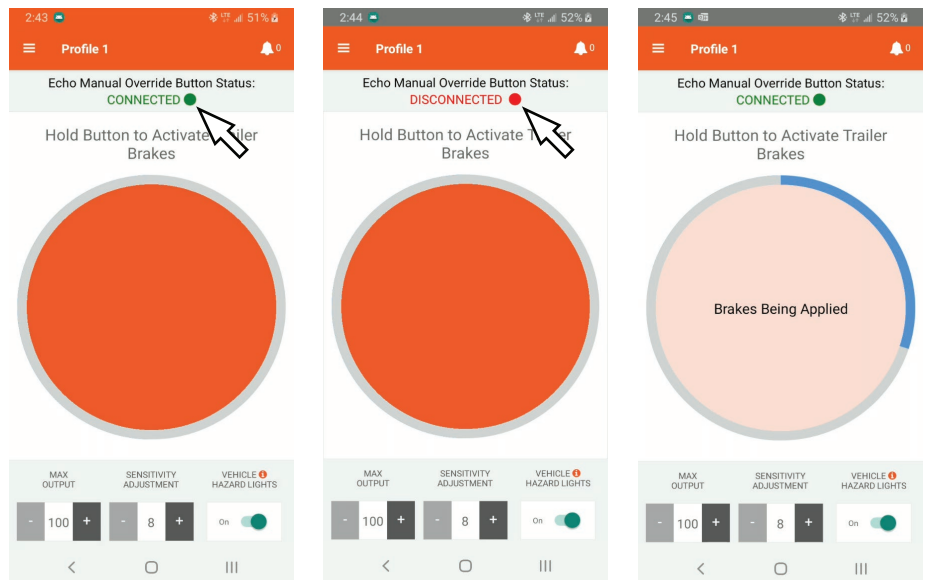 2:43
LTE
51%
Profile 1
0
Echo Manual Override Button Status:
CONNECTED
Hold Button to Activate Trailer
Brakes
MAX
OUTPUT
SENSITIVITY
ADJUSTMENT
VEHICLE
HAZARD LIGHTS
- 100 +
- 8 +
On
2:44
LTE
52%
Profile 1
0
Echo Manual Override Button Status:
DISCONNECTED
Hold Button to Activate Trailer
Brakes
MAX
OUTPUT
SENSITIVITY
ADJUSTMENT
VEHICLE
HAZARD LIGHTS
- 100 +
- 8 +
On
2:45
LTE
52%
Profile 1
0
Echo Manual Override Button Status:
CONNECTED
Hold Button to Activate Trailer
Brakes
Brakes Being Applied
MAX
OUTPUT
SENSITIVITY
ADJUSTMENT
VEHICLE
HAZARD LIGHTS
- 100 +
- 8 +
On